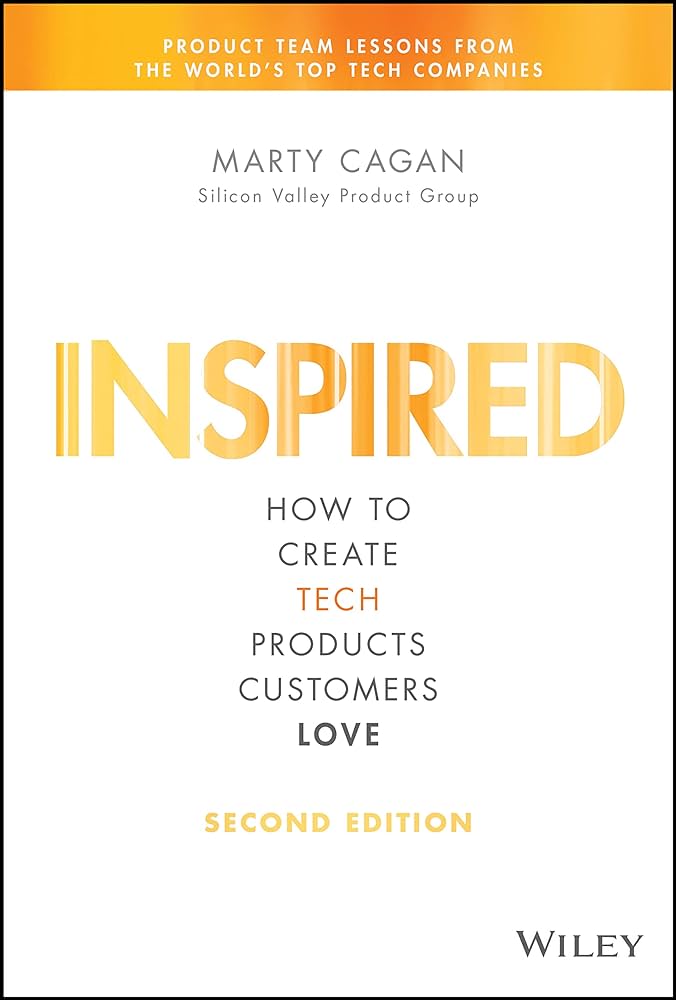 PRODUCT TEAM LESSONS FROM
THE WORLD'S TOP TECH COMPANIES
MARTY CAGAN
Silicon Valley Product Group
INSPIRED
HOW TO
CREATE
TECH
PRODUCTS
CUSTOMERS
LOVE
SECOND EDITION
WILEY